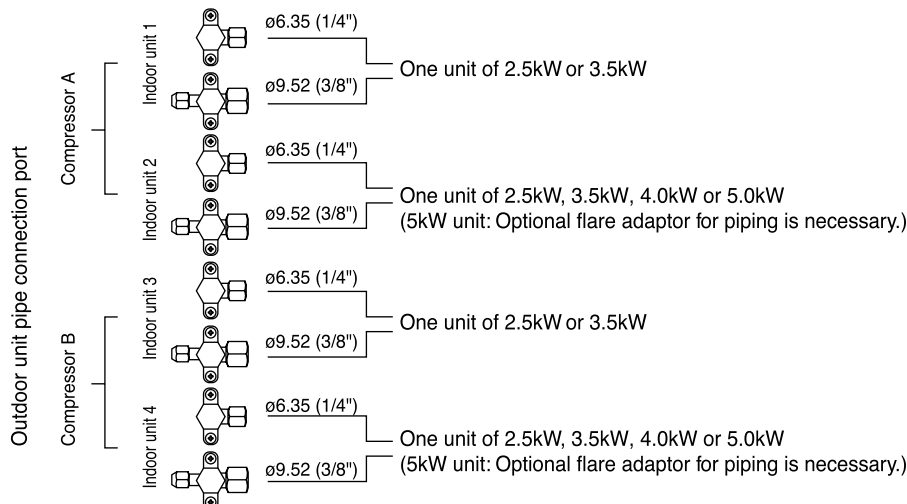 Outdoor unit pipe connection port
Compressor A
Indoor unit 1
ø6.35 (1/4")
ø9.52 (3/8")
One unit of 2.5kW or 3.5kW
Indoor unit 2
ø6.35 (1/4")
ø9.52 (3/8")
One unit of 2.5kW, 3.5kW, 4.0kW or 5.0kW
(5kW unit: Optional flare adaptor for piping is necessary.)
Compressor B
Indoor unit 3
ø6.35 (1/4")
ø9.52 (3/8")
One unit of 2.5kW or 3.5kW
Indoor unit 4
ø6.35 (1/4")
ø9.52 (3/8")
One unit of 2.5kW, 3.5kW, 4.0kW or 5.0kW
(5kW unit: Optional flare adaptor for piping is necessary.)